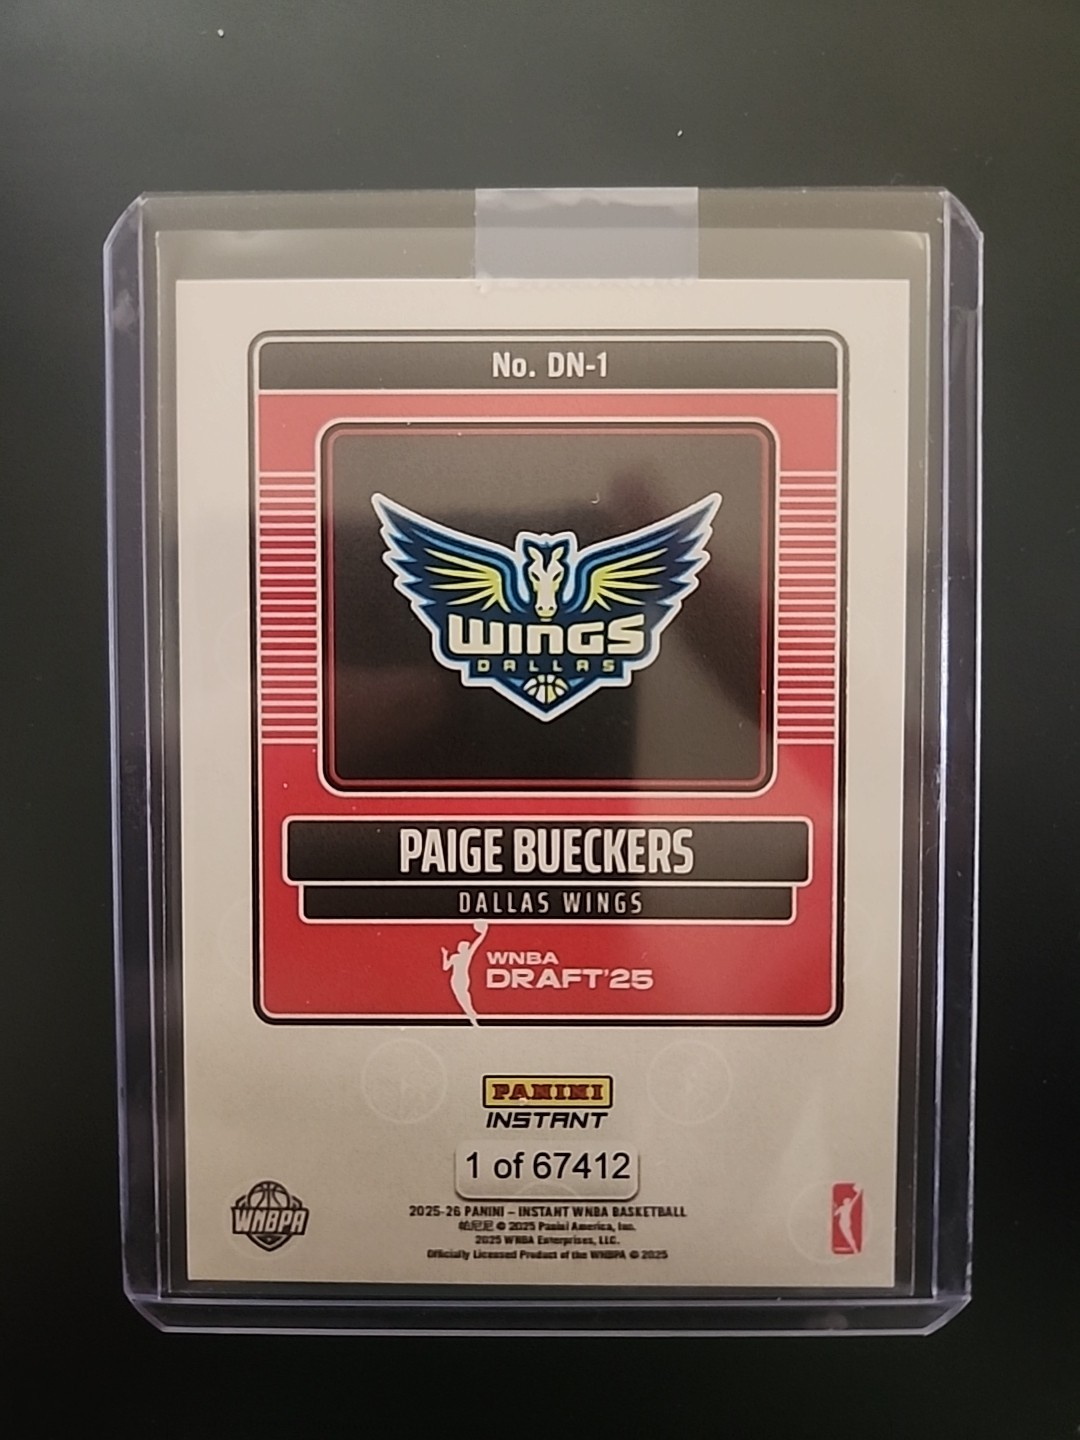 No. DN-1
WINGS
DALLAS
PAIGE BUECKERS
DALLAS WINGS
WNBA
DRAFT'25
PANINI
INSTANT
1 of 67412
2025-26 PANINI – INSTANT WNBA BASKETBALL
帕尼尼 © 2025 Panini America, Inc.
2025 WNBA Enterprises, LLC.
Officially Licensed Product of the WNBPA © 2025
WNBPA